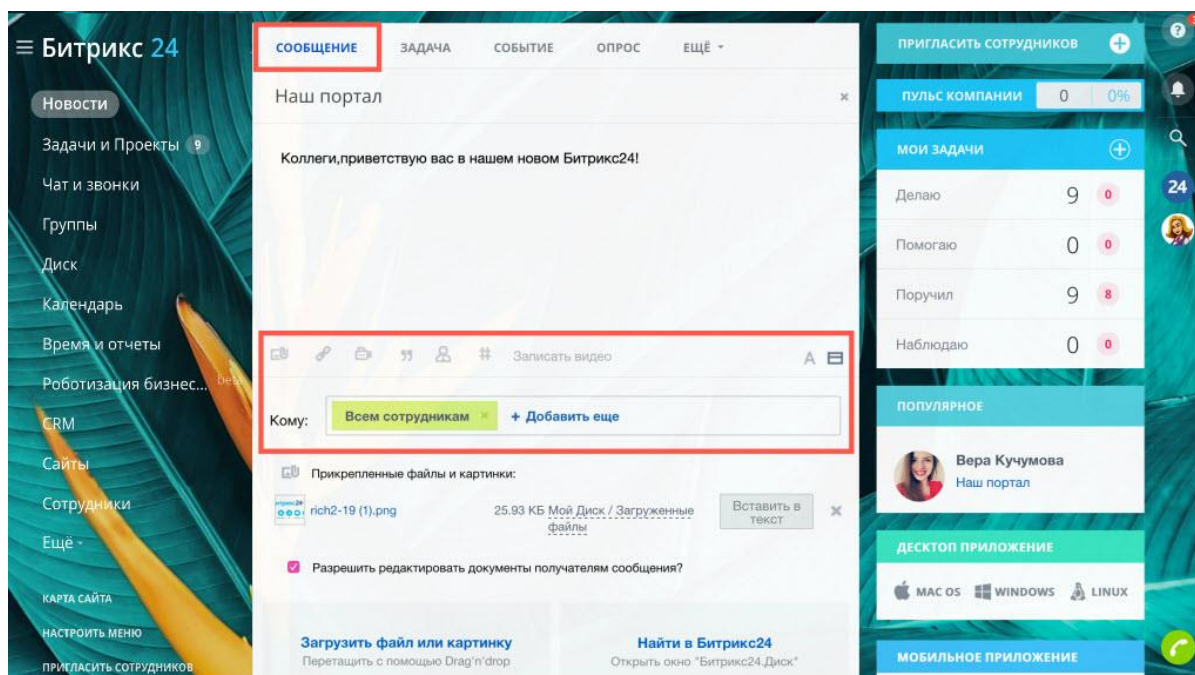 Битрикс 24
Новости
Задачи и Проекты 9
Чат и звонки
Группы
Диск
Календарь
Время и отчеты
Роботизация бизнес... beta
CRM
Сайты
Сотрудники
Ещё
КАРТА САЙТА
НАСТРОИТЬ МЕНЮ
ПРИГЛАСИТЬ СОТРУДНИКОВ
СООБЩЕНИЕ ЗАДАЧА СОБЫТИЕ ОПРОС ЕЩЁ
Наш портал
Коллеги,приветствую вас в нашем новом Битрикс24!
# Записать видео A
Кому: Всем сотрудникам × + Добавить еще
Прикрепленные файлы и картинки:
rich2-19 (1).png 25.93 КБ Мой Диск / Загруженные файлы Вставить в текст
Разрешить редактировать документы получателям сообщения?
Загрузить файл или картинку
Перетащить с помощью Drag'n'drop
Найти в Битрикс24
Открыть окно "Битрикс24.Диск"
ПРИГЛАСИТЬ СОТРУДНИКОВ
ПУЛЬС КОМПАНИИ 0 0%
МОИ ЗАДАЧИ
Делаю 9 0
Помогаю 0 0
Поручил 9 8
Наблюдаю 0 0
ПОПУЛЯРНОЕ
Вера Кучумова
Наш портал
ДЕСКТОП ПРИЛОЖЕНИЕ
MAC OS WINDOWS LINUX
МОБИЛЬНОЕ ПРИЛОЖЕНИЕ
?
24